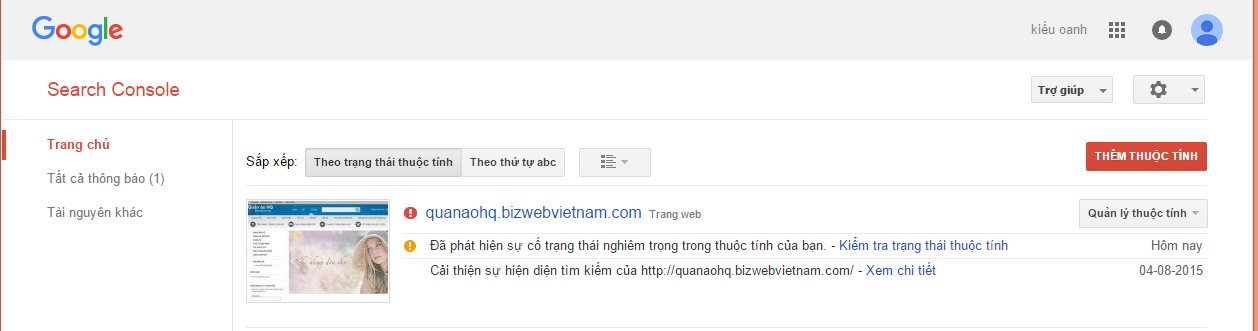 Google
kiều oanh
Search Console
Trợ giúp
Trang chủ
Tất cả thông báo (1)
Tài nguyên khác
Sắp xếp: Theo trạng thái thuộc tính Theo thứ tự abc
THÊM THUỘC TÍNH
quanaohq.bizwebvietnam.com Trang web
Quản lý thuộc tính
Đã phát hiện sự cố trạng thái nghiêm trọng trong thuộc tính của bạn. - Kiểm tra trạng thái thuộc tính Hôm nay
Cải thiện sự hiện diện tìm kiếm của http://quanaohq.bizwebvietnam.com/ - Xem chi tiết 04-08-2015